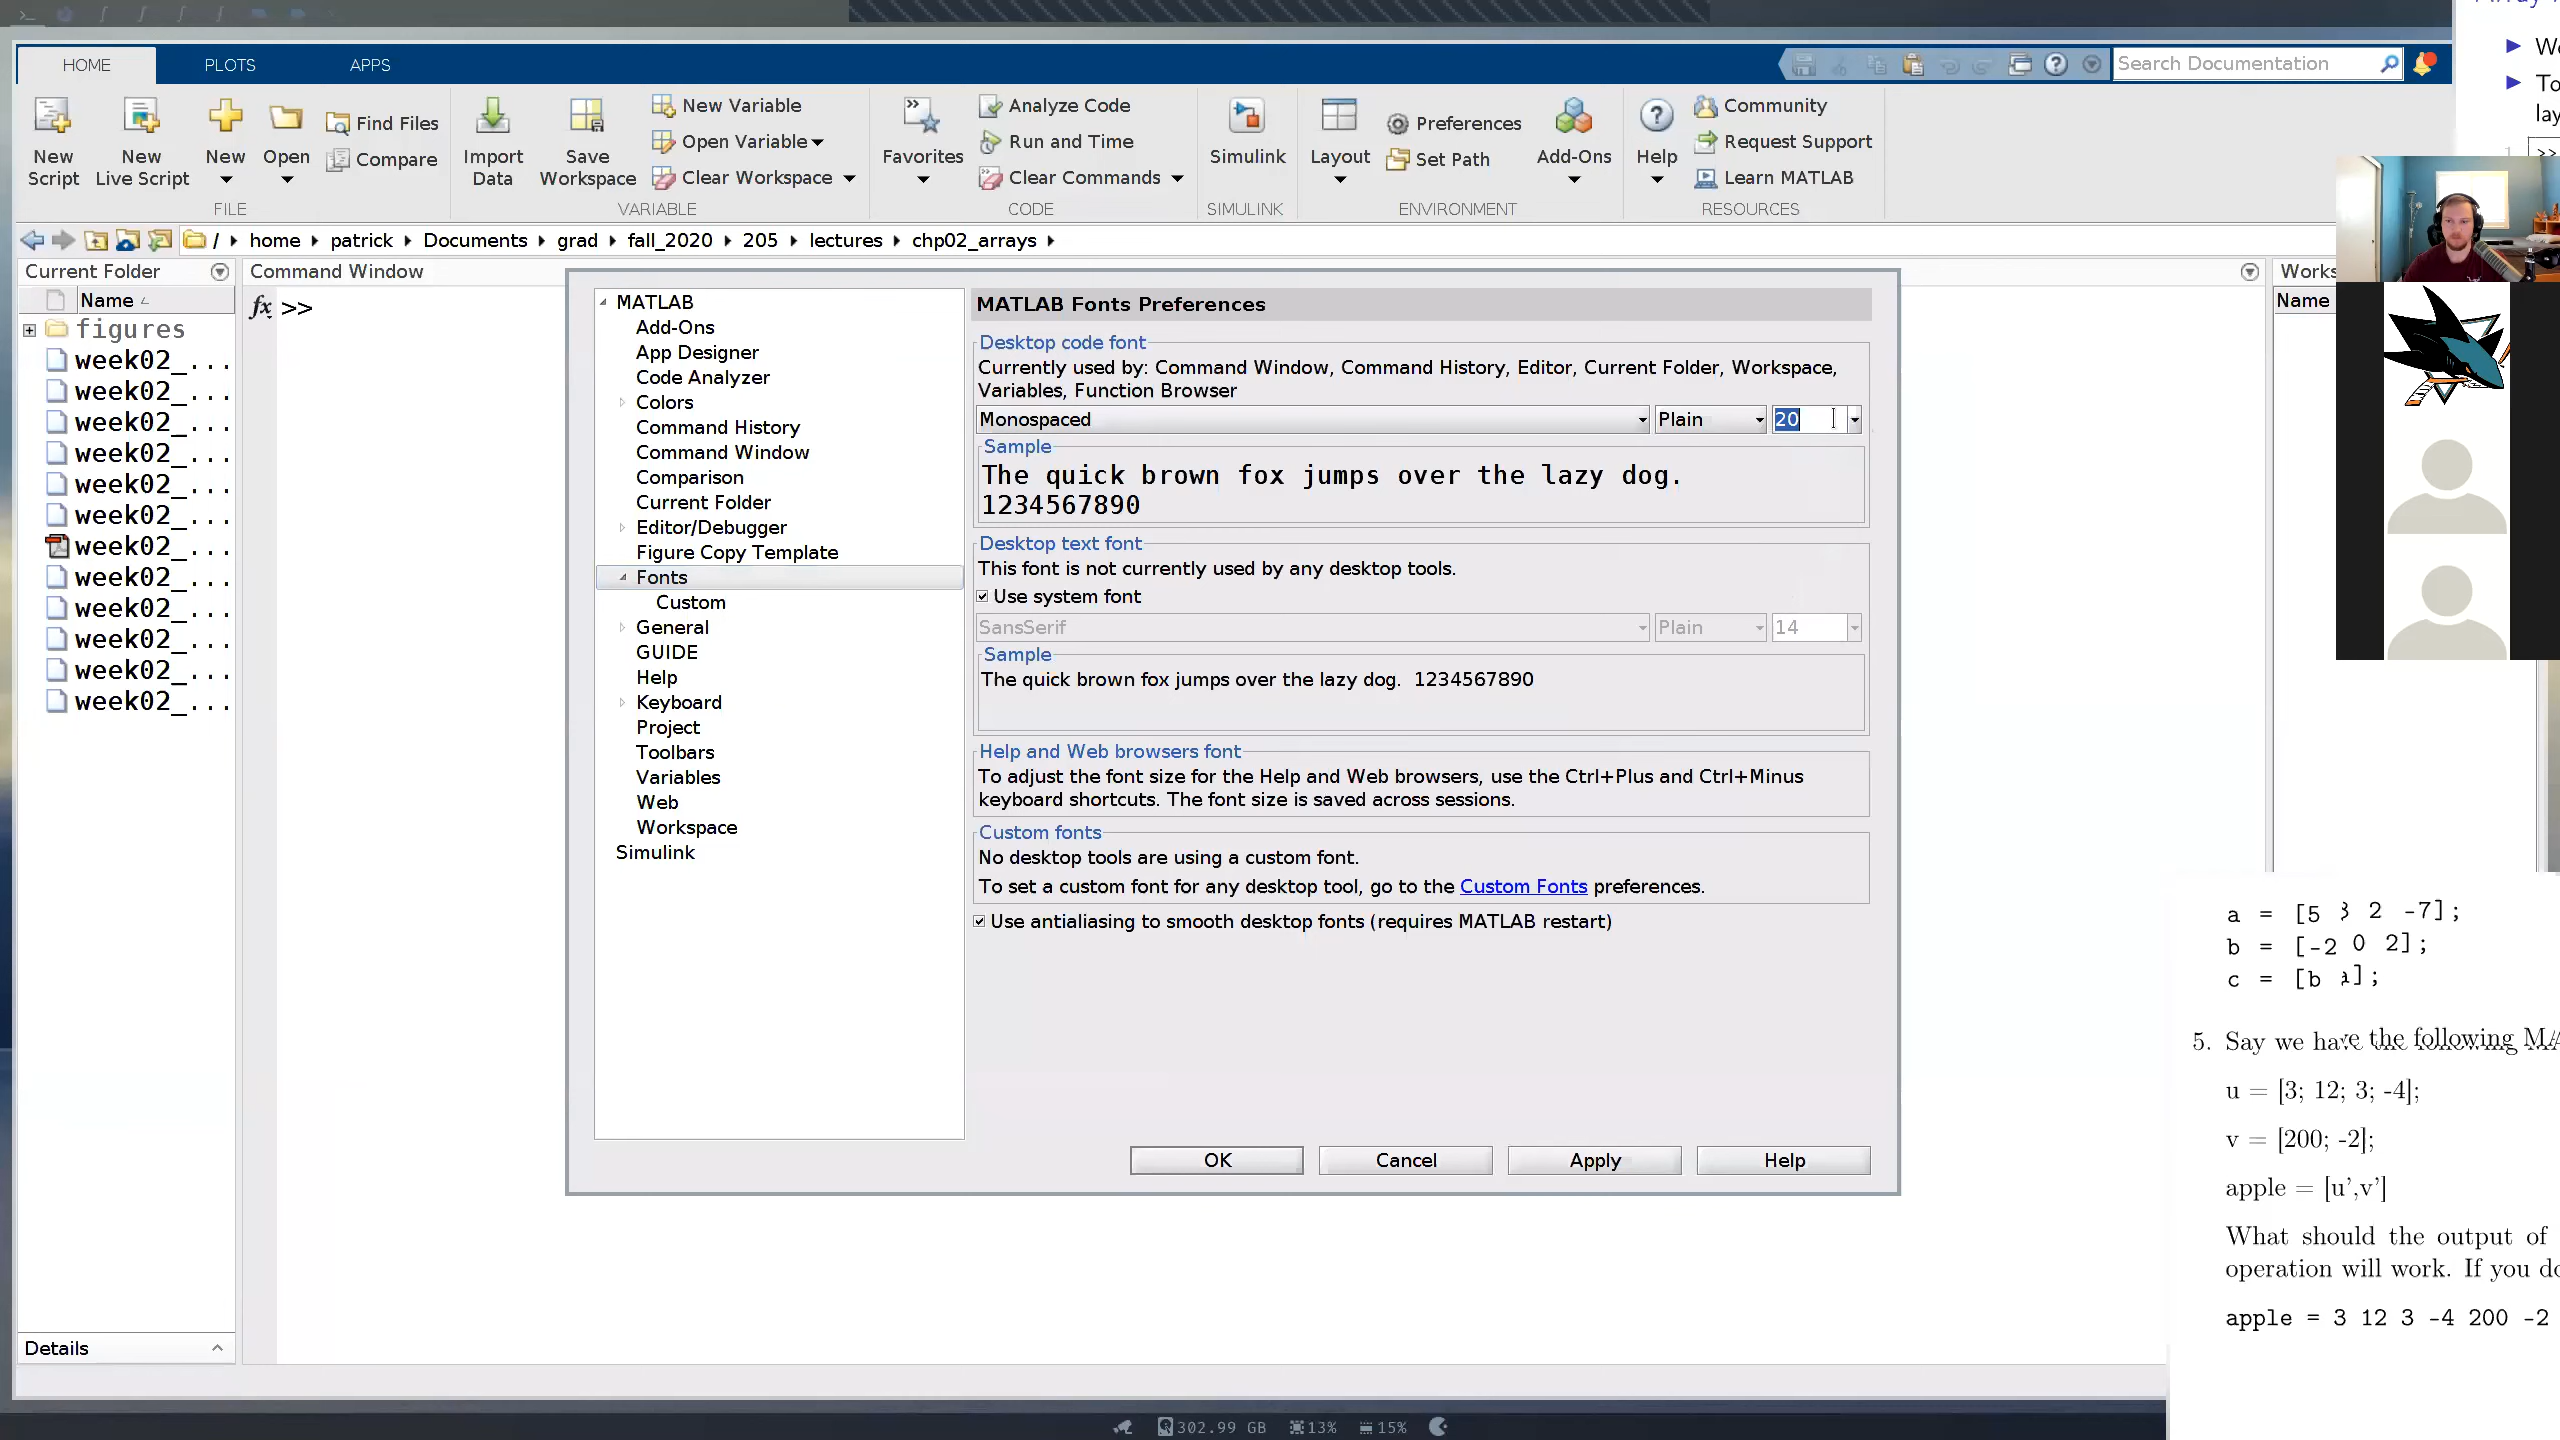 HOME
PLOTS
APPS
Search Documentation
New Script
New Live Script
New
Open
Find Files
Compare
FILE
Import Data
Save Workspace
New Variable
Open Variable
Clear Workspace
VARIABLE
Favorites
Analyze Code
Run and Time
Clear Commands
CODE
Simulink
SIMULINK
Layout
Preferences
Set Path
Add-Ons
ENVIRONMENT
Help
Community
Request Support
Learn MATLAB
RESOURCES
/ home patrick Documents grad fall_2020 205 lectures chp02_arrays
Current Folder
Name
figures
week02_...
week02_...
week02_...
week02_...
week02_...
week02_...
week02_...
week02_...
week02_...
week02_...
week02_...
week02_...
Details
Command Window
fx >>
MATLAB
Add-Ons
App Designer
Code Analyzer
Colors
Command History
Command Window
Comparison
Current Folder
Editor/Debugger
Figure Copy Template
Fonts
Custom
General
GUIDE
Help
Keyboard
Project
Toolbars
Variables
Web
Workspace
Simulink
MATLAB Fonts Preferences
Desktop code font
Currently used by: Command Window, Command History, Editor, Current Folder, Workspace,
Variables, Function Browser
Monospaced Plain 20
Sample
The quick brown fox jumps over the lazy dog.
1234567890
Desktop text font
This font is not currently used by any desktop tools.
Use system font
SansSerif Plain 14
Sample
The quick brown fox jumps over the lazy dog. 1234567890
Help and Web browsers font
To adjust the font size for the Help and Web browsers, use the Ctrl+Plus and Ctrl+Minus
keyboard shortcuts. The font size is saved across sessions.
Custom fonts
No desktop tools are using a custom font.
To set a custom font for any desktop tool, go to the Custom Fonts preferences.
Use antialiasing to smooth desktop fonts (requires MATLAB restart)
OK
Cancel
Apply
Help
Works
Name
To
lay
1 >>
a = [5 3 2 -7];
b = [-2 0 2];
c = [b a];
5. Say we have the following MA
u = [3; 12; 3; -4];
v = [200; -2];
apple = [u',v']
What should the output of
operation will work. If you do
apple = 3 12 3 -4 200 -2
302.99 GB 13% 15%